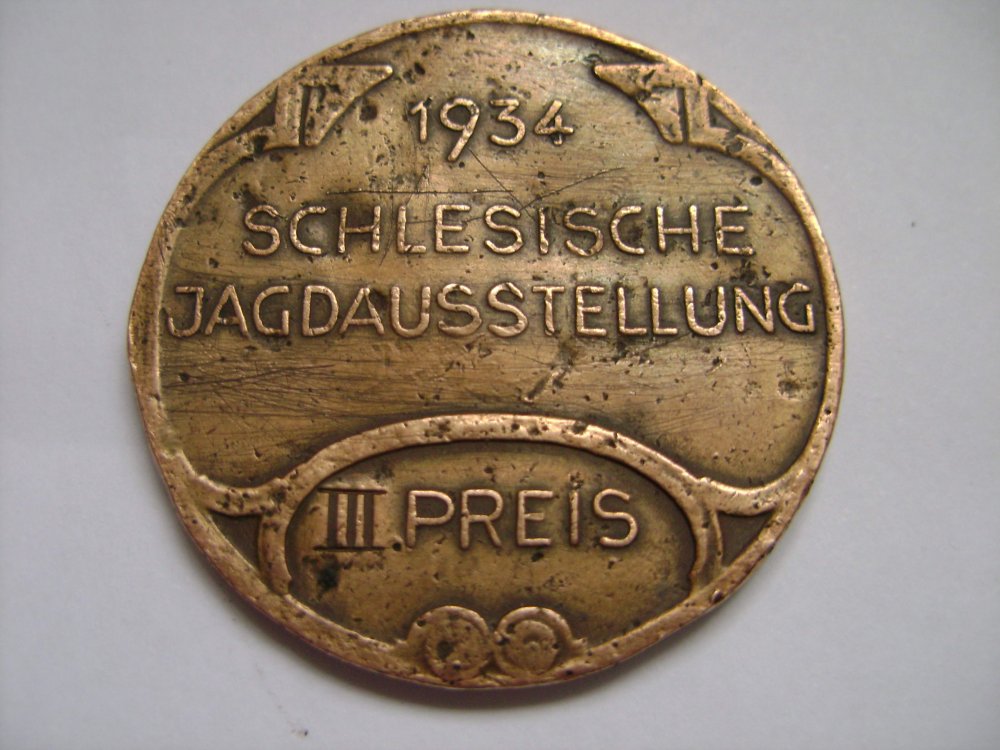 1934
SCHLESISCHE
JAGDAUSSTELLUNG
III PREIS